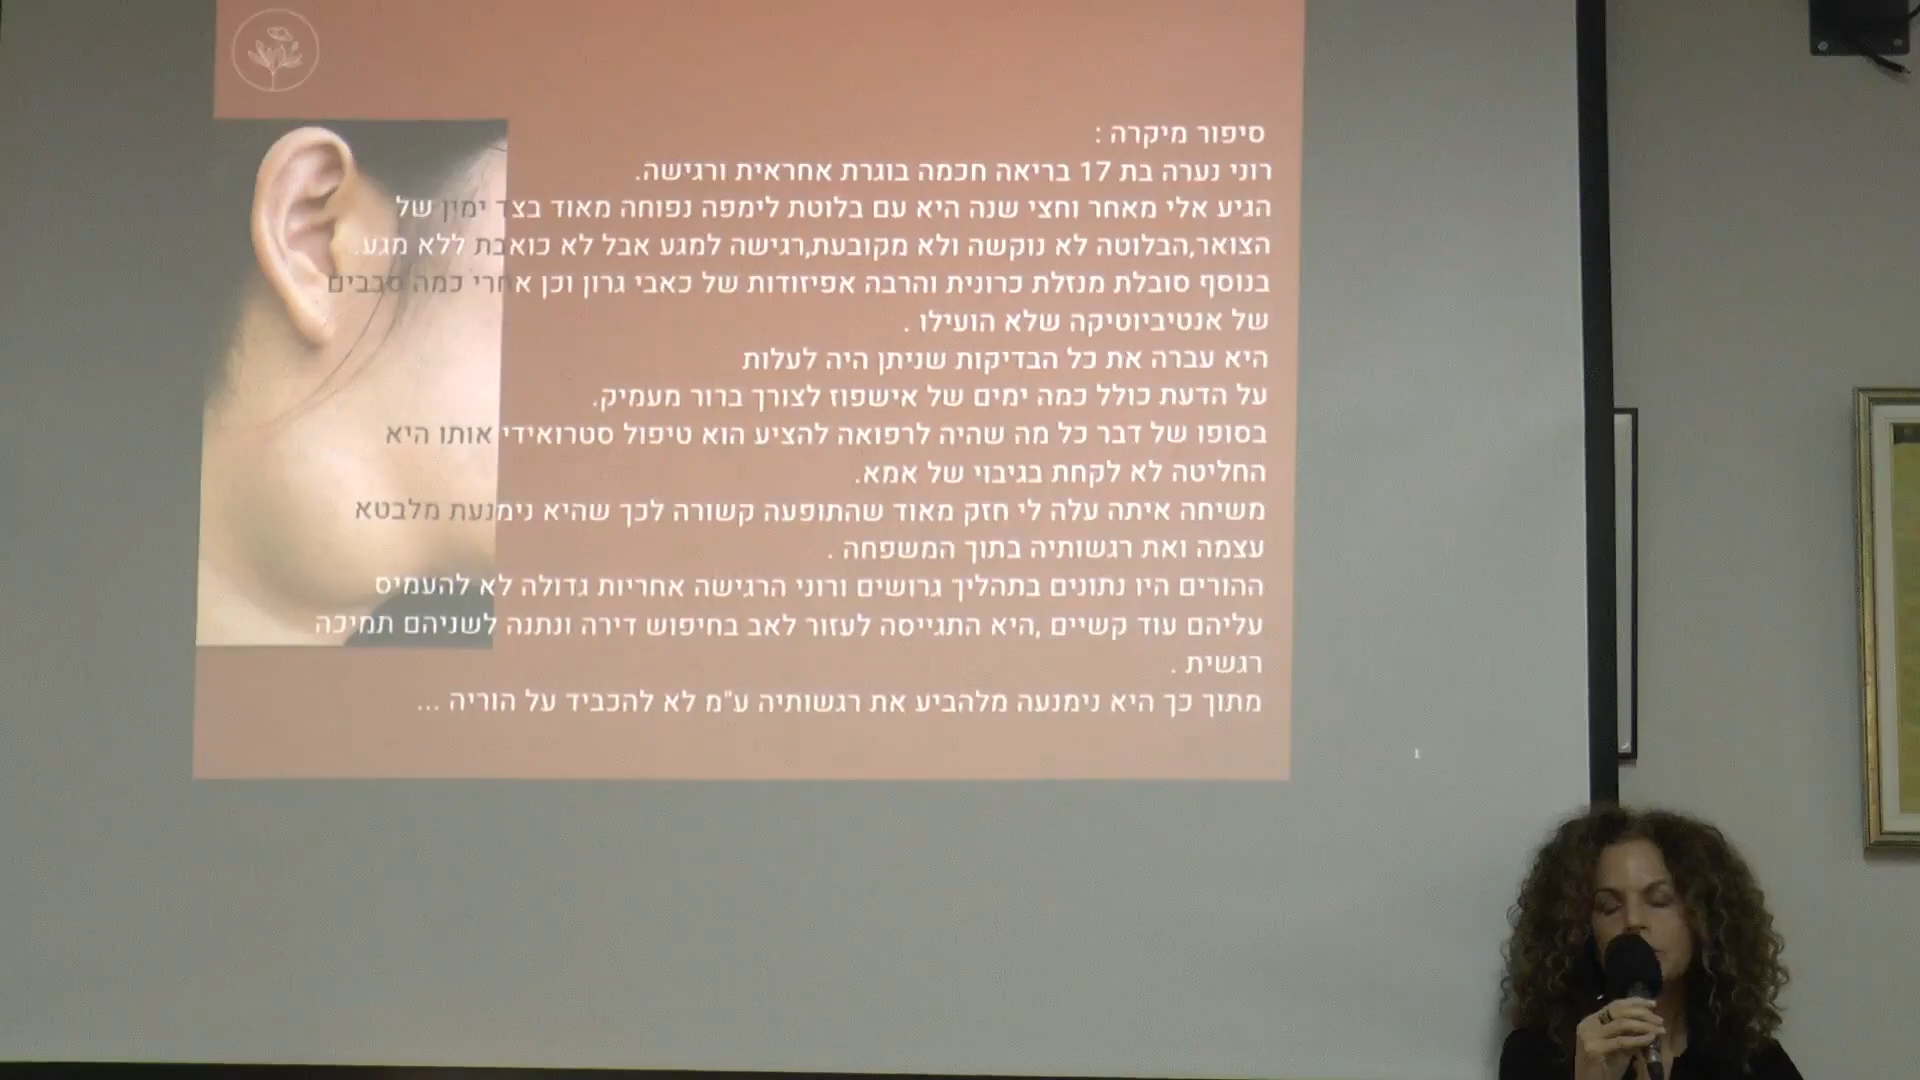 סיפור מיקרה :
רוני נערה בת 17 בריאה חכמה בוגרת אחראית ורגישה.
הגיע אלי מאחר וחצי שנה היא עם בלוטת לימפה נפוחה מאוד בצד ימין של
הצואר,הבלוטה לא נוקשה ולא מקובעת,רגישה למגע אבל לא כואבת ללא מגע.
בנוסף סובלת מנזלת כרונית והרבה אפיזודות של כאבי גרון וכן אחרי כמה סבבים
של אנטיביוטיקה שלא הועילו .
היא עברה את כל הבדיקות שניתן היה לעלות
על הדעת כולל כמה ימים של אישפוז לצורך ברור מעמיק.
בסופו של דבר כל מה שהיה לרפואה להציע הוא טיפול סטרואידי אותו היא
החליטה לא לקחת בגיבוי של אמא.
משיחה איתה עלה לי חזק מאוד שהתופעה קשורה לכך שהיא נימנעת מלבטא
עצמה ואת רגשותיה בתוך המשפחה .
ההורים היו נתונים בתהליך גרושים ורוני הרגישה אחריות גדולה לא להעמיס
עליהם עוד קשיים ,היא התגייסה לעזור לאב בחיפוש דירה ונתנה לשניהם תמיכה
רגשית .
מתוך כך היא נימנעה מלהביע את רגשותיה ע"מ לא להכביד על הוריה ...